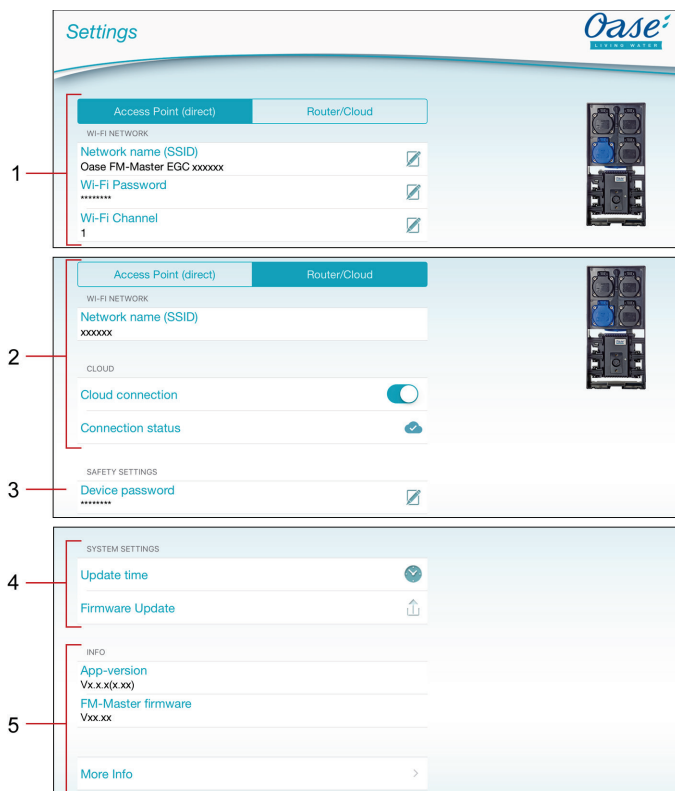 Settings
Oase
LIVING WATER
Access Point (direct) Router/Cloud
WI-FI NETWORK
Network name (SSID)
Oase FM-Master EGC xxxxxx
1
Wi-Fi Password
********
Wi-Fi Channel
1
Access Point (direct) Router/Cloud
WI-FI NETWORK
Network name (SSID)
xxxxxx
2
CLOUD
Cloud connection
Connection status
SAFETY SETTINGS
3
Device password
********
SYSTEM SETTINGS
4
Update time
Firmware Update
INFO
App-version
Vx.x.x(x.xx)
FM-Master firmware
Vxx.xx
5
More Info